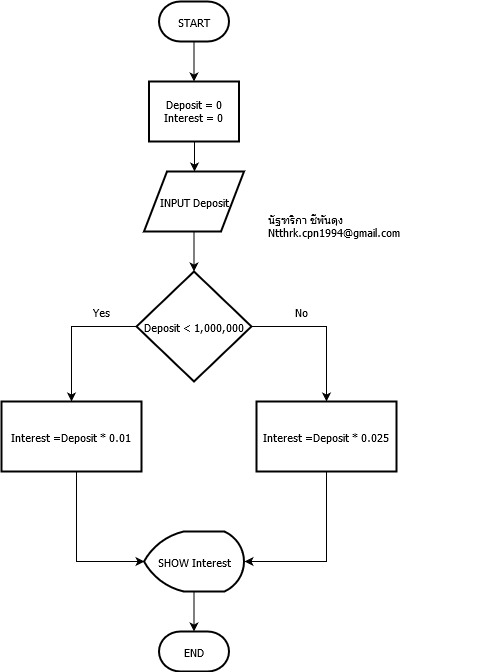 START
Deposit = 0
Interest = 0
INPUT Deposit
นัฐฑริกา ชีพันดุง
Ntthrk.cpn1994@gmail.com
Deposit < 1,000,000
Yes
No
Interest =Deposit * 0.01
Interest =Deposit * 0.025
SHOW Interest
END